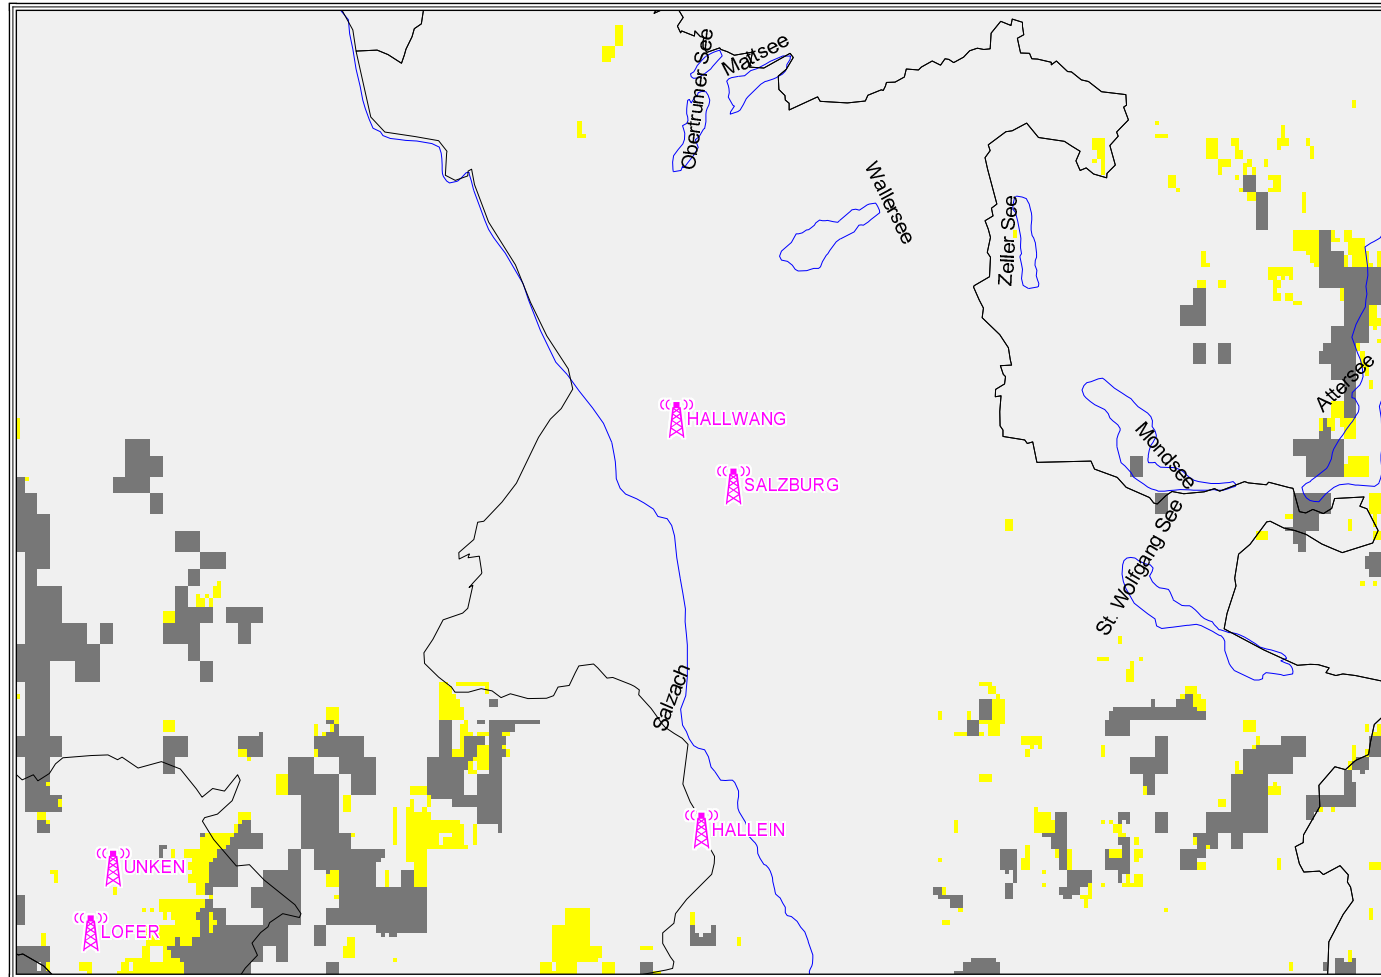 Obertrumer See
Mattsee
Wallersee
Zeller See
Attersee
HALLWANG
Mondsee
SALZBURG
St. Wolfgang See
Salzach
HALLEIN
UNKEN
LOFER